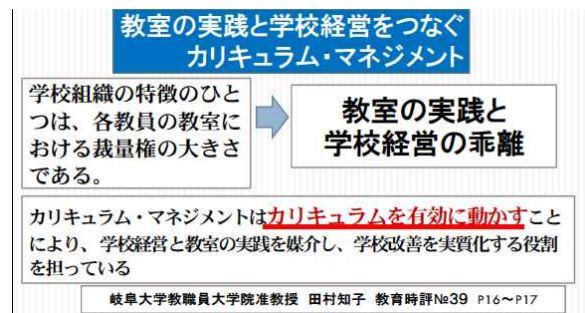 教室の実践と学校経営をつなぐ
カリキュラム・マネジメント
学校組織の特徴のひと
つは、各教員の教室に
おける裁量権の大きさ
である。
教室の実践と
学校経営の乖離
カリキュラム・マネジメントはカリキュラムを有効に動かすこと
により、学校経営と教室の実践を媒介し、学校改善を実質化する役割
を担っている
岐阜大学教職員大学院准教授 田村知子 教育時評№39 P16～P17